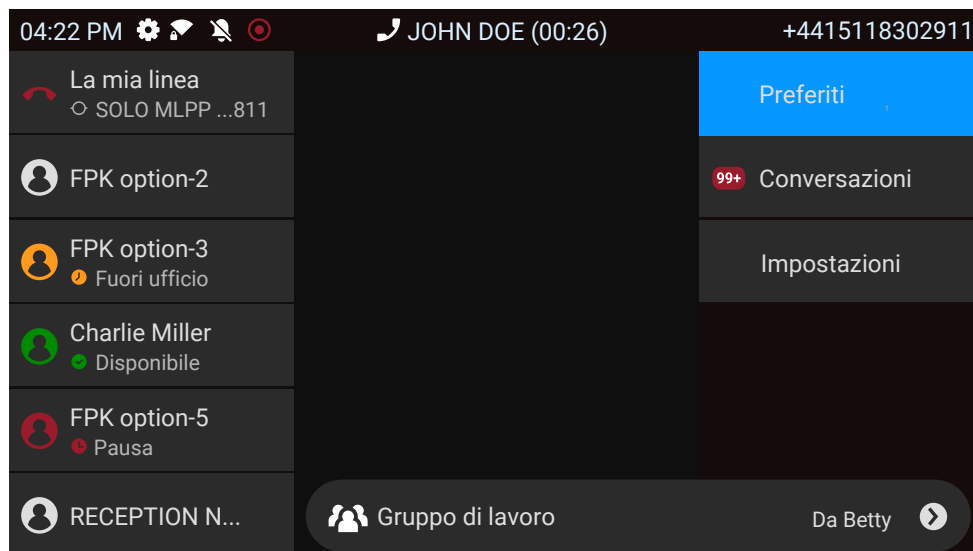 04:22 PM
JOHN DOE (00:26)
+4415118302911
La mia linea
SOLO MLPP ...811
FPK option-2
FPK option-3
Fuori ufficio
Charlie Miller
Disponibile
FPK option-5
Pausa
RECEPTION N...
Preferiti
99+ Conversazioni
Impostazioni
Gruppo di lavoro
Da Betty